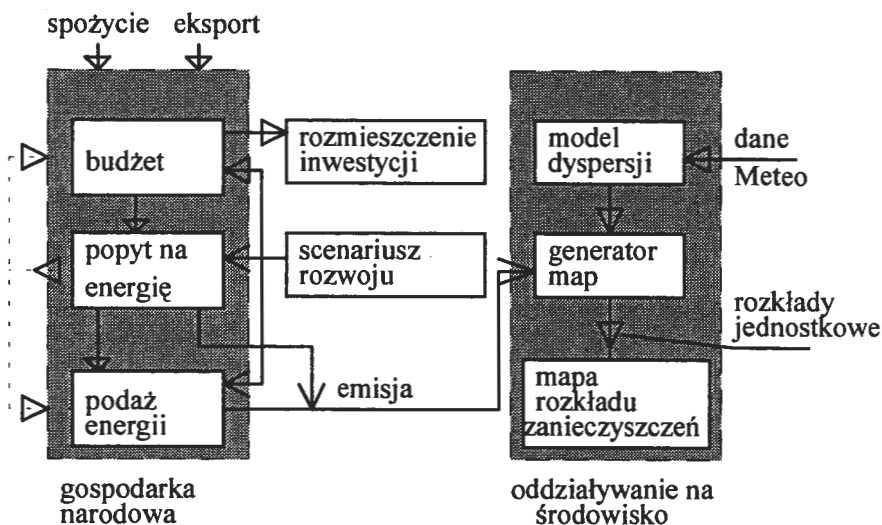 spożycie eksport
budżet
rozmieszczenie
inwestycji
popyt na
energię
scenariusz
rozwoju
podaż
energii
emisja
gospodarka
narodowa
model
dyspersji
dane
Meteo
generator
map
rozkłady
jednostkowe
mapa
rozkładu
zanieczyszczeń
oddziaływanie na
środowisko